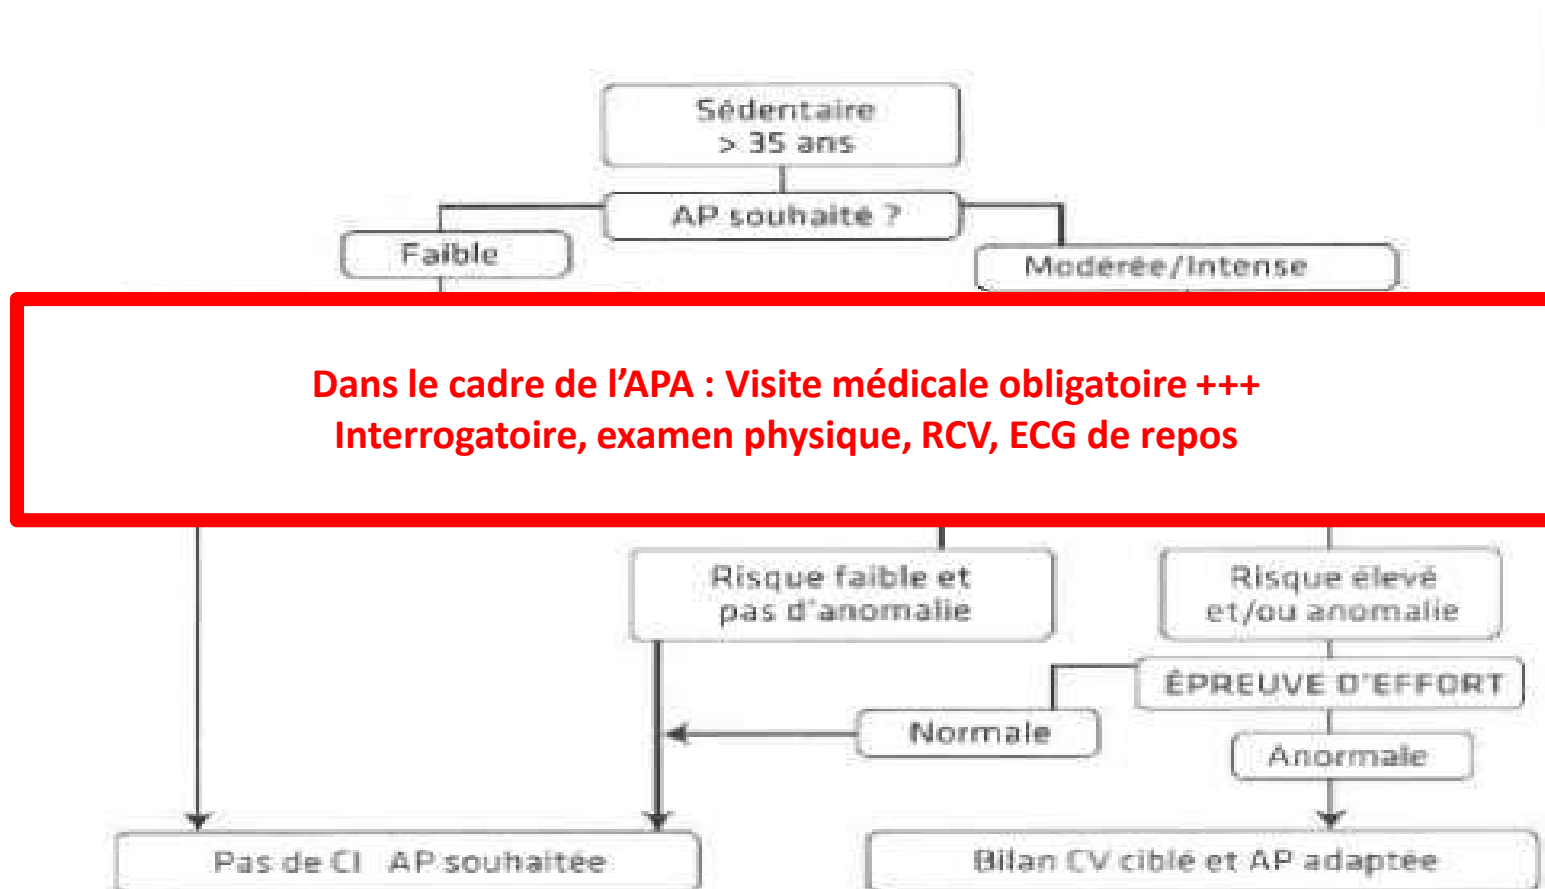 Sédentaire
> 35 ans
AP souhaité ?
Faible
Modérée/Intense
Dans le cadre de l'APA : Visite médicale obligatoire +++
Interrogatoire, examen physique, RCV, ECG de repos
Risque faible et
pas d'anomalie
Risque élevé
et/ou anomalie
ÉPREUVE D'EFFORT
Normale
Anormale
Pas de CI AP souhaitée
Bilan CV ciblé et AP adaptée